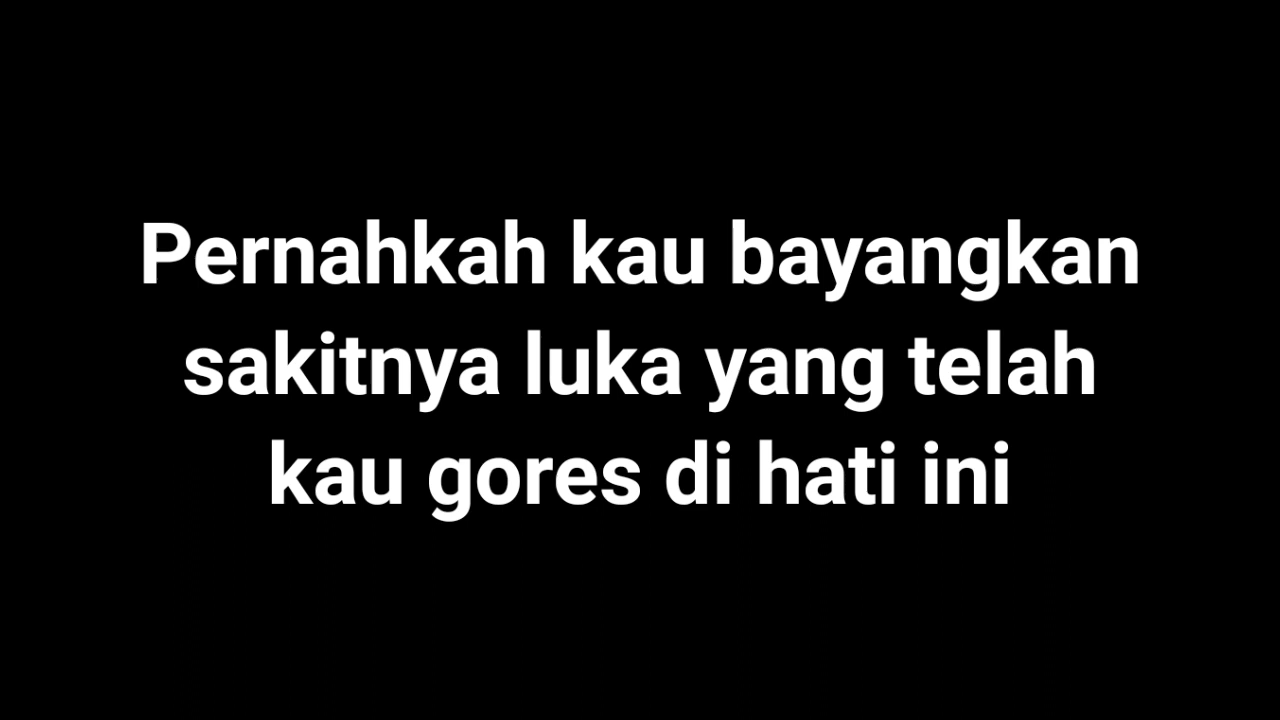 Pernahkah kau bayangkan
sakitnya luka yang telah
kau gores di hati ini